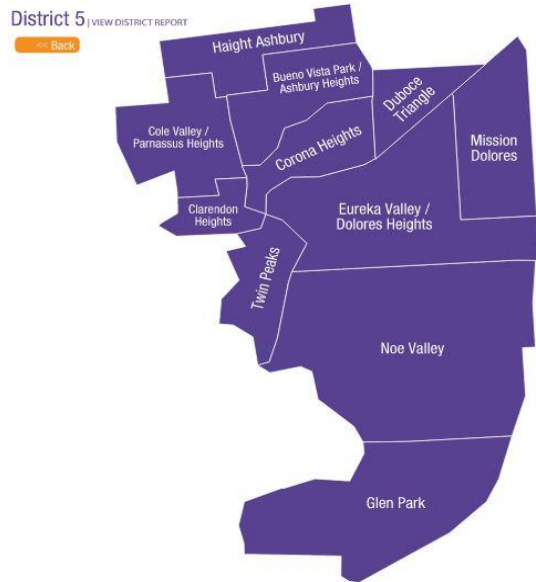 District 5 | VIEW DISTRICT REPORT
<< Back
Haight Ashbury
Bueno Vista Park /
Ashbury Heights
Duboce
Triangle
Cole Valley /
Parnassus Heights
Corona Heights
Mission
Dolores
Clarendon
Heights
Eureka Valley /
Dolores Heights
Twin Peaks
Noe Valley
Glen Park